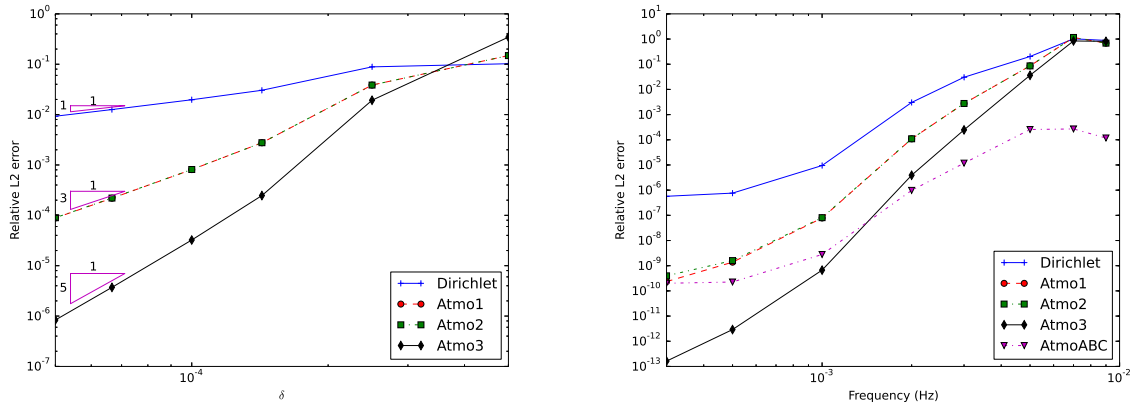 10^0
10^-1
10^-2
10^-3
10^-4
10^-5
10^-6
10^-7
Relative L2 error
1
1
1
3
1
5
Dirichlet
Atmo1
Atmo2
Atmo3
10^-4
δ
10^1
10^0
10^-1
10^-2
10^-3
10^-4
10^-5
10^-6
10^-7
10^-8
10^-9
10^-10
10^-11
10^-12
10^-13
Relative L2 error
Dirichlet
Atmo1
Atmo2
Atmo3
AtmoABC
10^-3
10^-2
Frequency (Hz)